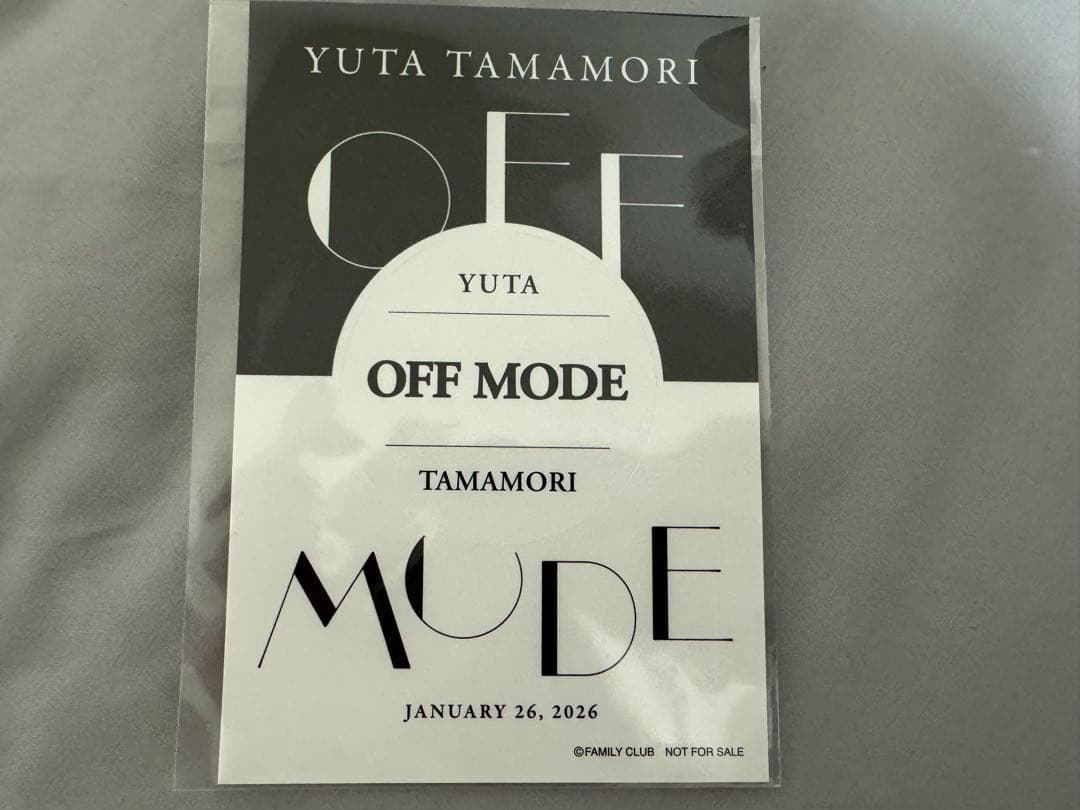 YUTA TAMAMORI
OFF
YUTA
OFF MODE
TAMAMORI
MODE
JANUARY 26, 2026
©FAMILY CLUB NOT FOR SALE